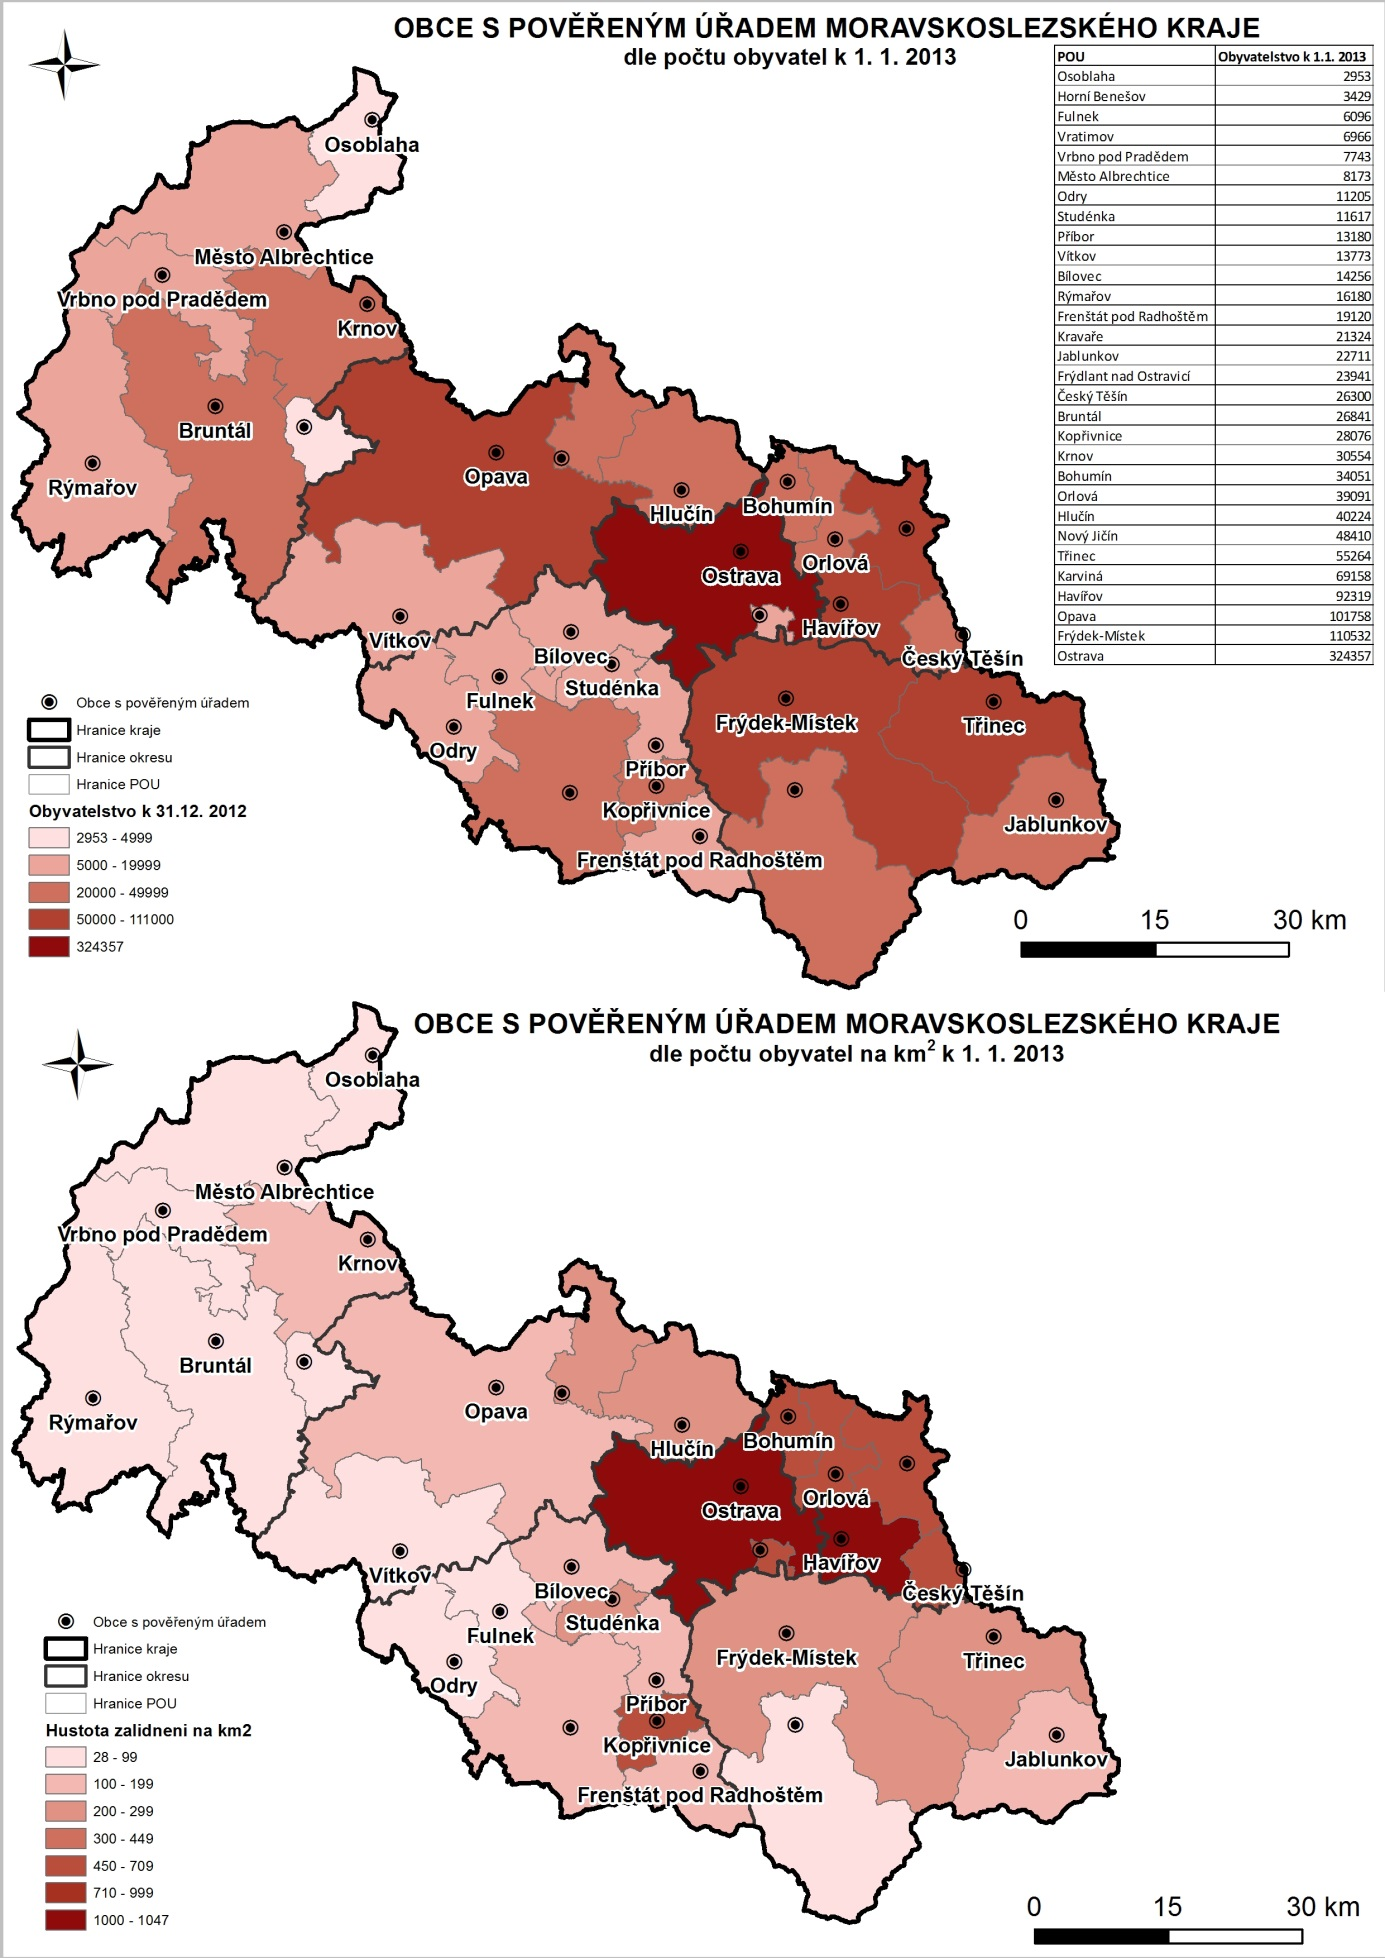 OBCE S POVĚŘENÝM ÚŘADEM MORAVSKOSLEZSKÉHO KRAJE
dle počtu obyvatel k 1. 1. 2013
POU Obyvatelstvo k 1.1. 2013
Osoblaha 2953
Horní Benešov 3429
Fulnek 6096
Vratimov 6966
Vrbno pod Pradědem 7743
Město Albrechtice 8173
Odry 11205
Studénka 11617
Příbor 13180
Vítkov 13773
Bílovec 14256
Rýmařov 16180
Frenštát pod Radhoštěm 19120
Kravaře 21324
Jablunkov 22711
Frýdlant nad Ostravicí 23941
Český Těšín 26300
Bruntál 26841
Kopřivnice 28076
Krnov 30554
Bohumín 34051
Orlová 39091
Hlučín 40224
Nový Jičín 48410
Třinec 55264
Karviná 69158
Havířov 92319
Opava 101758
Frýdek-Místek 110532
Ostrava 324357
Osoblaha
Město Albrechtice
Vrbno pod Pradědem
Krnov
Bruntál
Rýmařov
Opava
Hlučín
Bohumín
Orlová
Ostrava
Havířov
Vítkov
Bílovec
Český Těšín
Studénka
Fulnek
Frýdek-Místek
Třinec
Odry
Příbor
Kopřivnice
Jablunkov
Frenštát pod Radhoštěm
Obce s pověřeným úřadem
Hranice kraje
Hranice okresu
Hranice POU
Obyvatelstvo k 31.12. 2012
2953 - 4999
5000 - 19999
20000 - 49999
50000 - 111000
324357
0 15 30 km
OBCE S POVĚŘENÝM ÚŘADEM MORAVSKOSLEZSKÉHO KRAJE
dle počtu obyvatel na km² k 1. 1. 2013
Osoblaha
Město Albrechtice
Vrbno pod Pradědem
Krnov
Bruntál
Rýmařov
Opava
Hlučín
Bohumín
Orlová
Ostrava
Havířov
Vítkov
Bílovec
Český Těšín
Studénka
Fulnek
Frýdek-Místek
Třinec
Odry
Příbor
Kopřivnice
Jablunkov
Frenštát pod Radhoštěm
Obce s pověřeným úřadem
Hranice kraje
Hranice okresu
Hranice POU
Hustota zalidneni na km2
28 - 99
100 - 199
200 - 299
300 - 449
450 - 709
710 - 999
1000 - 1047
0 15 30 km